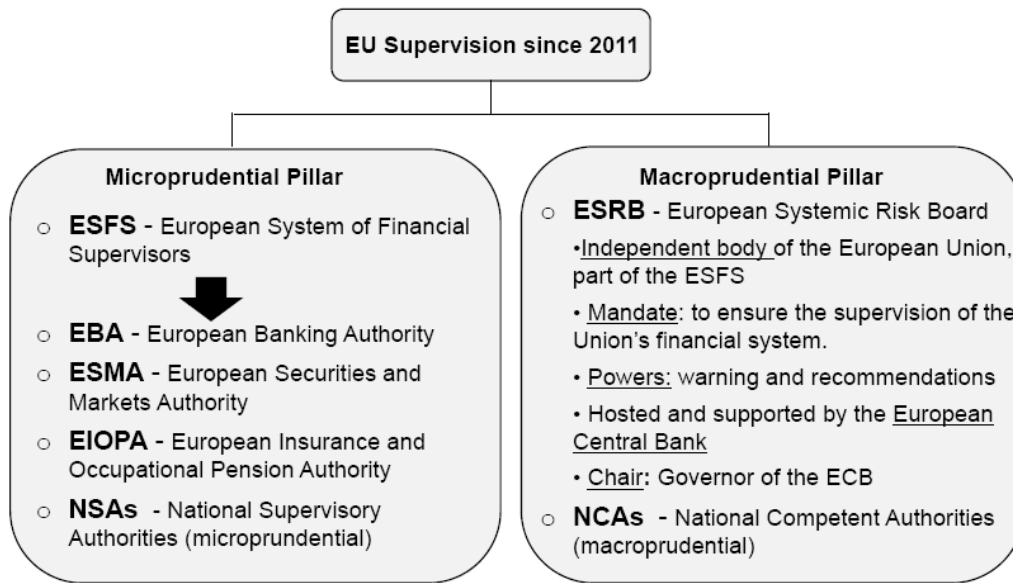 EU Supervision since 2011
Microprudential Pillar
○ ESFS - European System of Financial
Supervisors
○ EBA - European Banking Authority
○ ESMA - European Securities and
Markets Authority
○ EIOPA - European Insurance and
Occupational Pension Authority
○ NSAs - National Supervisory
Authorities (microprundential)
Macroprudential Pillar
○ ESRB - European Systemic Risk Board
•Independent body of the European Union,
part of the ESFS
• Mandate: to ensure the supervision of the
Union's financial system.
• Powers: warning and recommendations
• Hosted and supported by the European
Central Bank
• Chair: Governor of the ECB
○ NCAs - National Competent Authorities
(macroprudential)